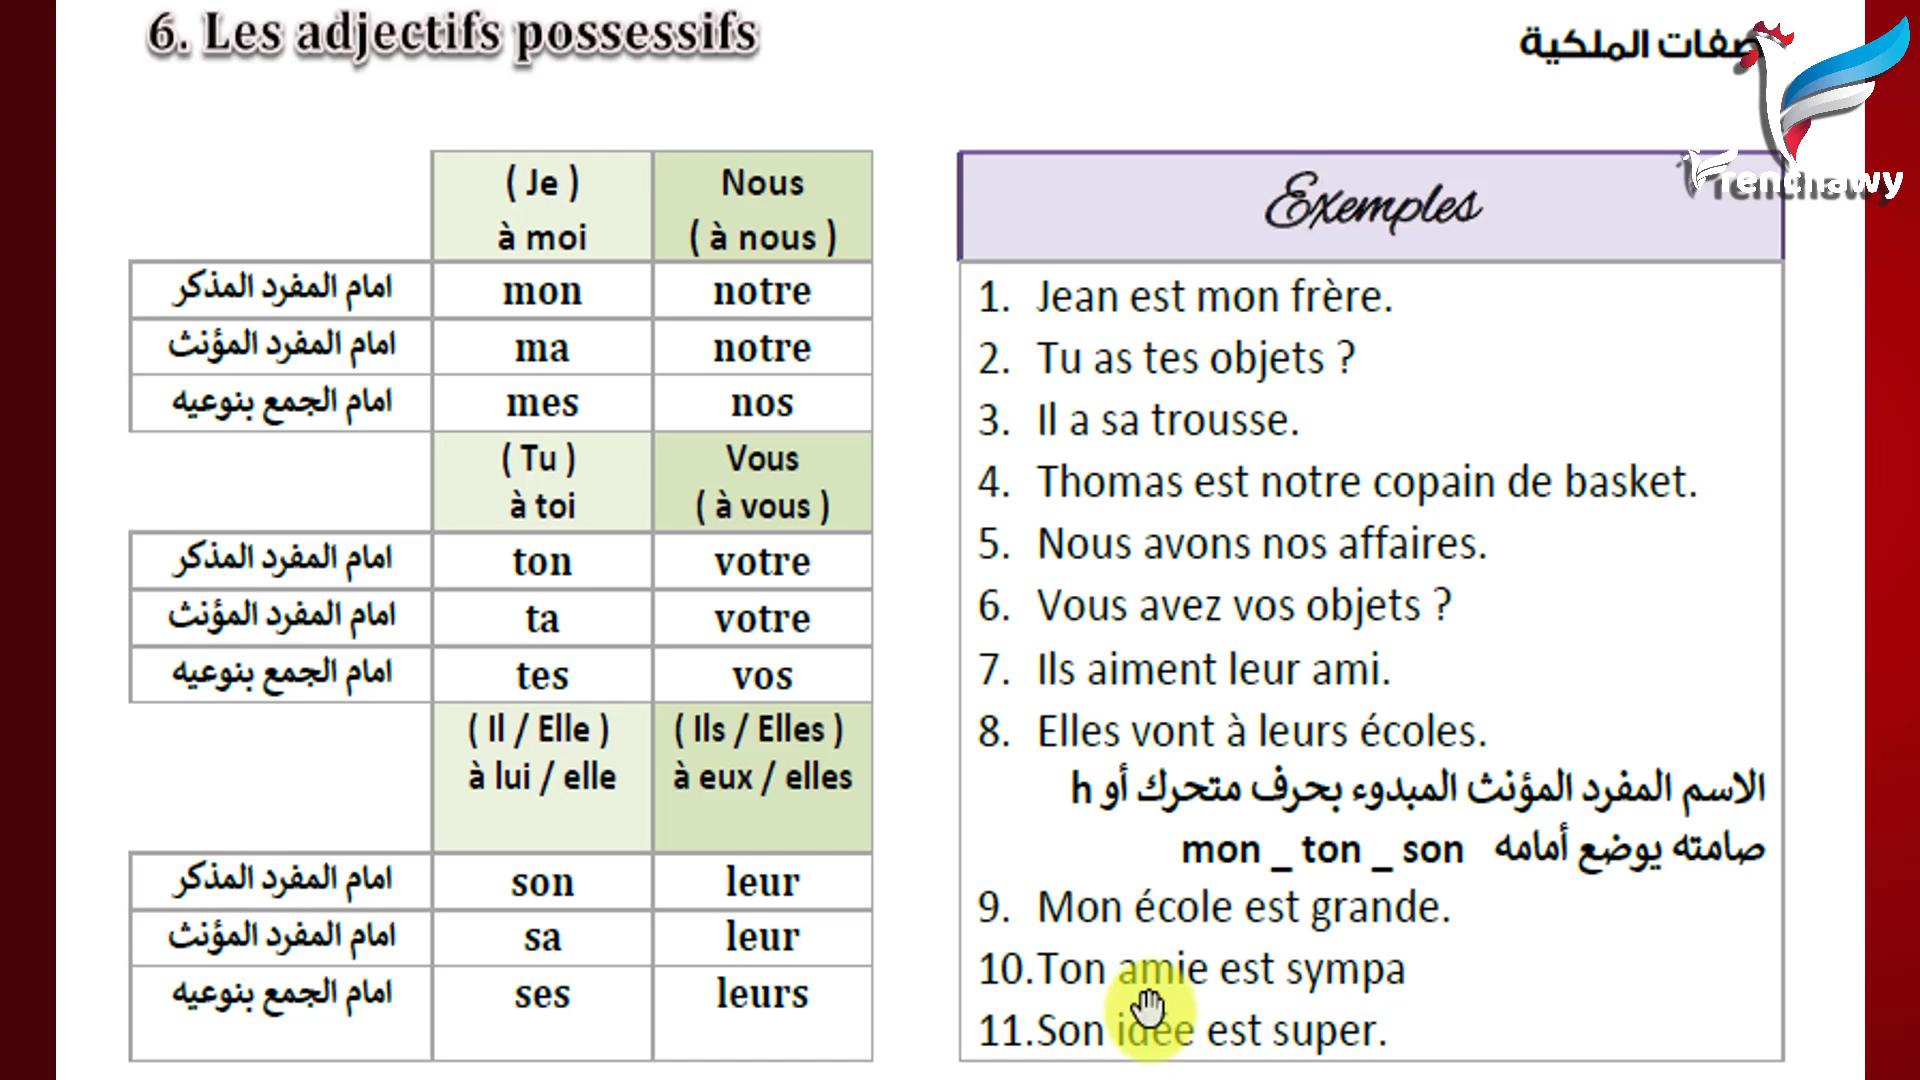 6. Les adjectifs possessifs
صفات الملكية
Frenchawy
( Je )
à moi
Nous
( à nous )
امام المفرد المذكر mon notre
امام المفرد المؤنث ma notre
امام الجمع بنوعيه mes nos
( Tu )
à toi
Vous
( à vous )
امام المفرد المذكر ton votre
امام المفرد المؤنث ta votre
امام الجمع بنوعيه tes vos
( Il / Elle )
à lui / elle
( Ils / Elles )
à eux / elles
امام المفرد المذكر son leur
امام المفرد المؤنث sa leur
امام الجمع بنوعيه ses leurs
Exemples
1. Jean est mon frère.
2. Tu as tes objets ?
3. Il a sa trousse.
4. Thomas est notre copain de basket.
5. Nous avons nos affaires.
6. Vous avez vos objets ?
7. Ils aiment leur ami.
8. Elles vont à leurs écoles.
الاسم المفرد المؤنث المبدوء بحرف متحرك أو h
صامته يوضع أمامه mon _ ton _ son
9. Mon école est grande.
10.Ton amie est sympa
11.Son idée est super.